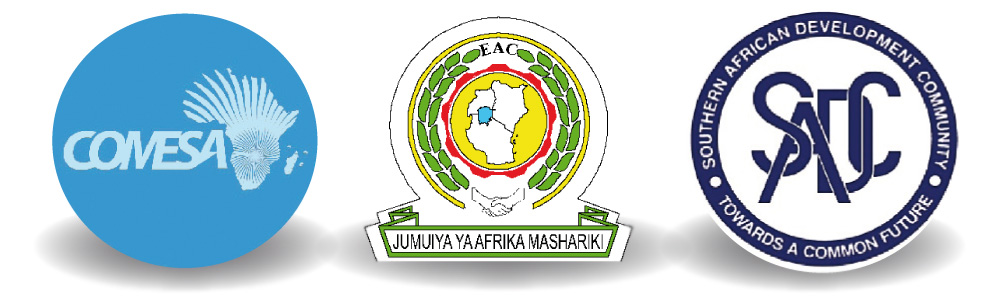 COMESA
EAC
JUMUIYA YA AFRIKA MASHARIKI
SOUTHERN AFRICAN DEVELOPMENT COMMUNITY
SADC
TOWARDS A COMMON FUTURE